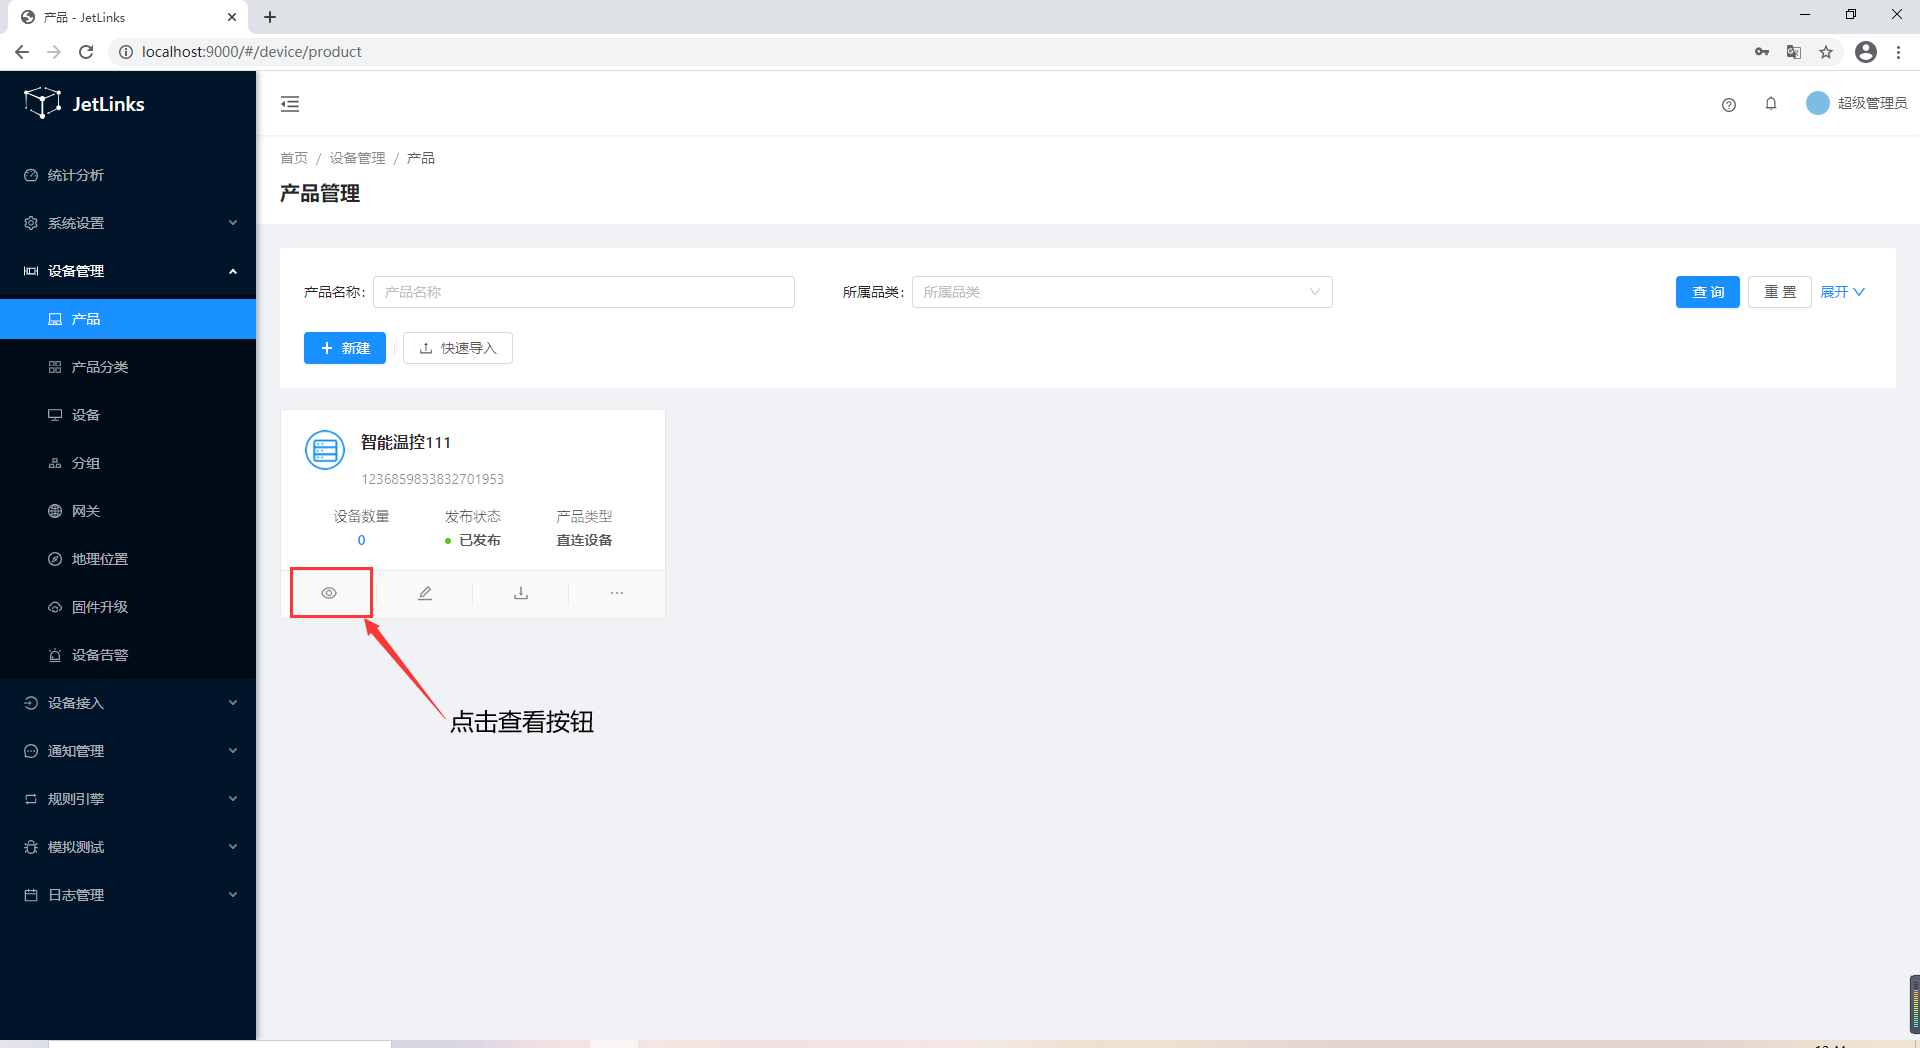 产品 - JetLinks
localhost:9000/#/device/product
JetLinks
超级管理员
统计分析
系统设置
设备管理
产品
产品分类
设备
分组
网关
地理位置
固件升级
设备告警
设备接入
通知管理
规则引擎
模拟测试
日志管理
首页 / 设备管理 / 产品
产品管理
产品名称: 产品名称 所属品类: 所属品类 查 询 重 置 展开
新建 快速导入
智能温控111
1236859833832701953
设备数量 发布状态 产品类型
0 已发布 直连设备
点击查看按钮